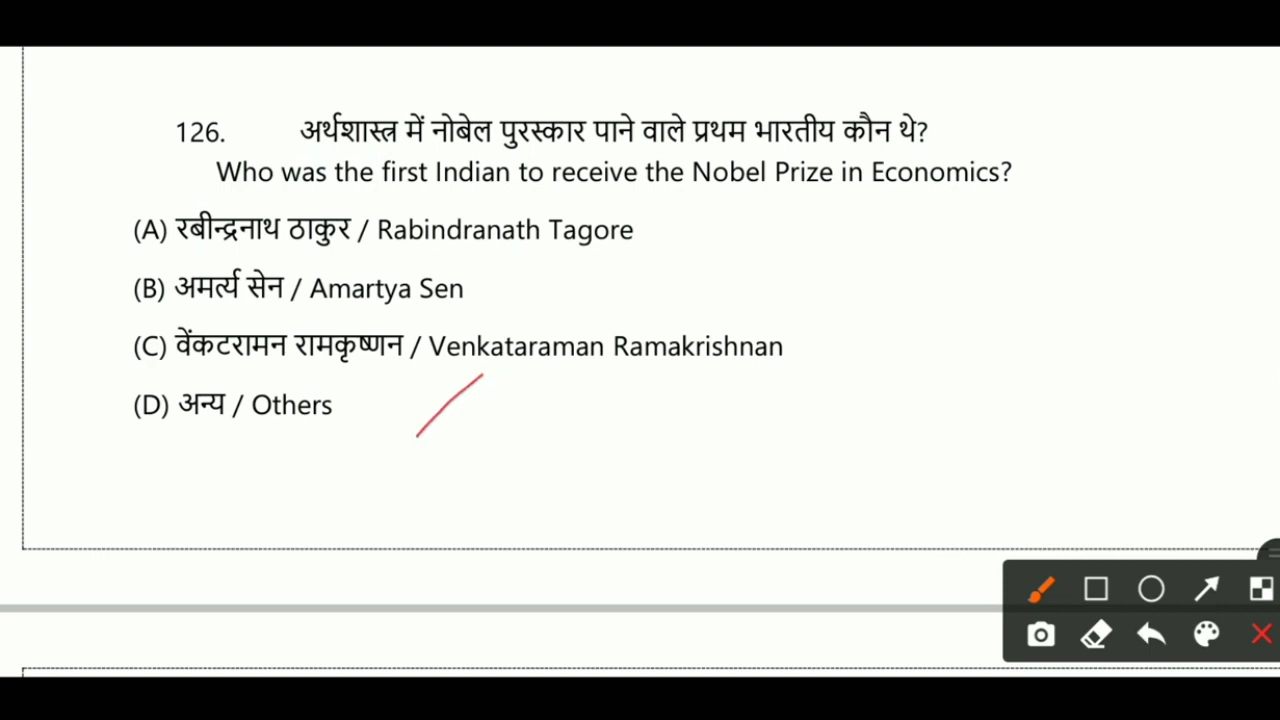 126. अर्थशास्त्र में नोबेल पुरस्कार पाने वाले प्रथम भारतीय कौन थे?
Who was the first Indian to receive the Nobel Prize in Economics?
(A) रबीन्द्रनाथ ठाकुर / Rabindranath Tagore
(B) अमर्त्य सेन / Amartya Sen
(C) वेंकटरामन रामकृष्णन / Venkataraman Ramakrishnan
(D) अन्य / Others